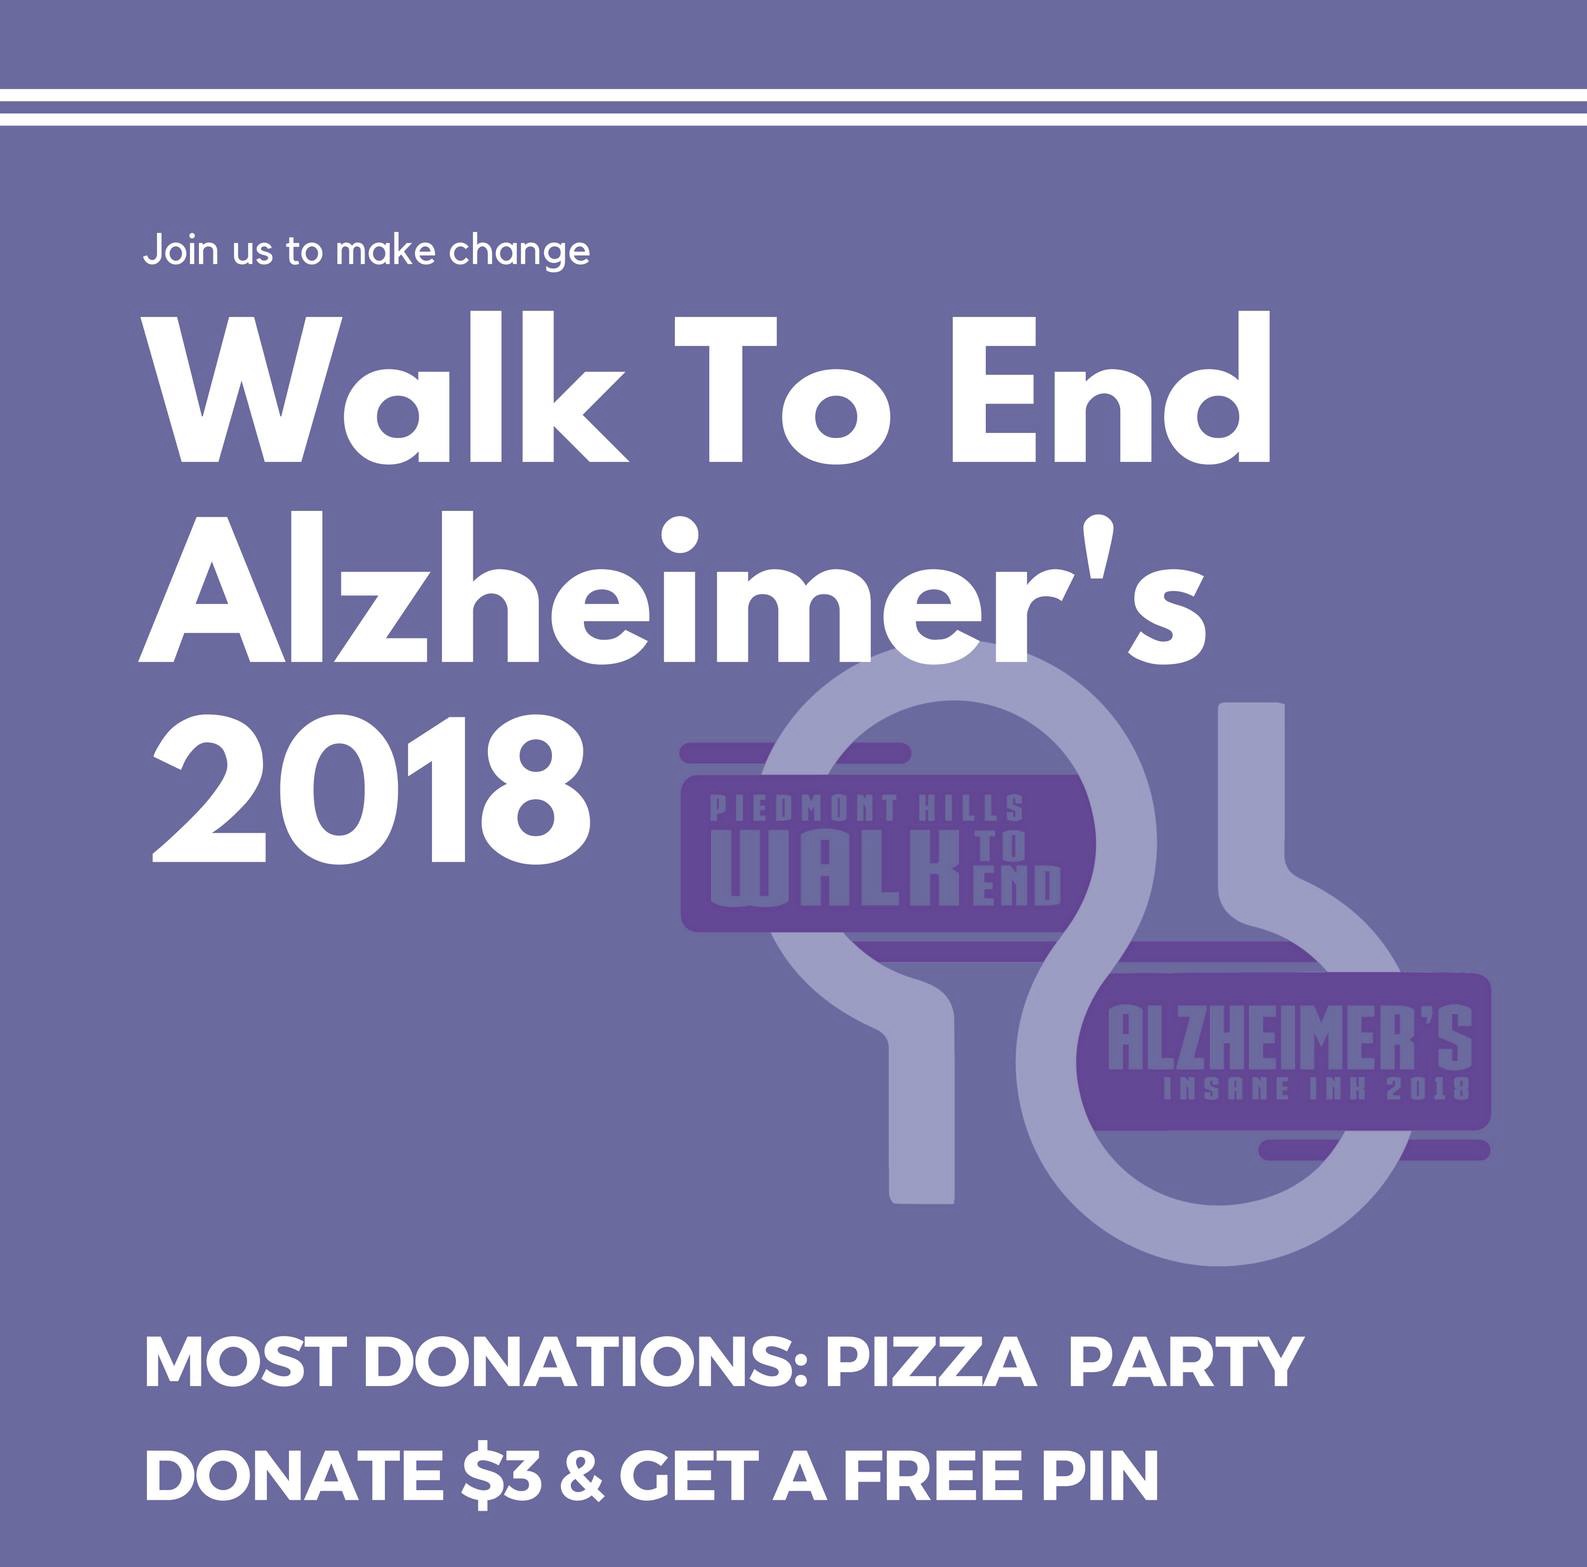 Join us to make change
Walk To End
Alzheimer's
2018
PIEDMONT HILLS
WALK TO
END
ALZHEIMER'S
INSANE INK 2018
MOST DONATIONS: PIZZA PARTY
DONATE $3 & GET A FREE PIN